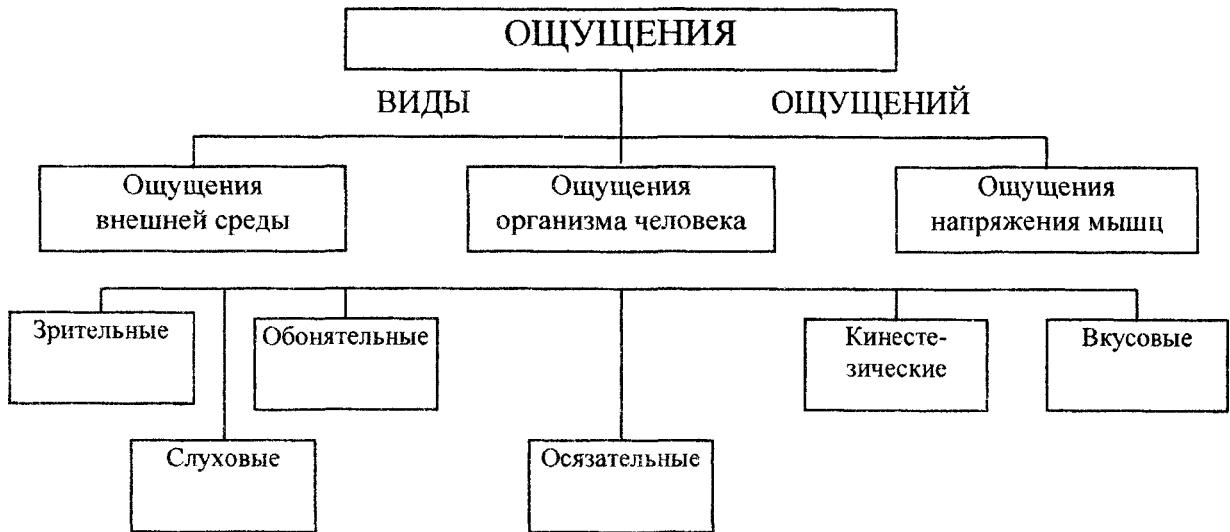 ОЩУЩЕНИЯ
ВИДЫ ОЩУЩЕНИЙ
Ощущения
внешней среды
Ощущения
организма человека
Ощущения
напряжения мышц
Зрительные
Обонятельные
Кинесте-
зические
Вкусовые
Слуховые
Осязательные